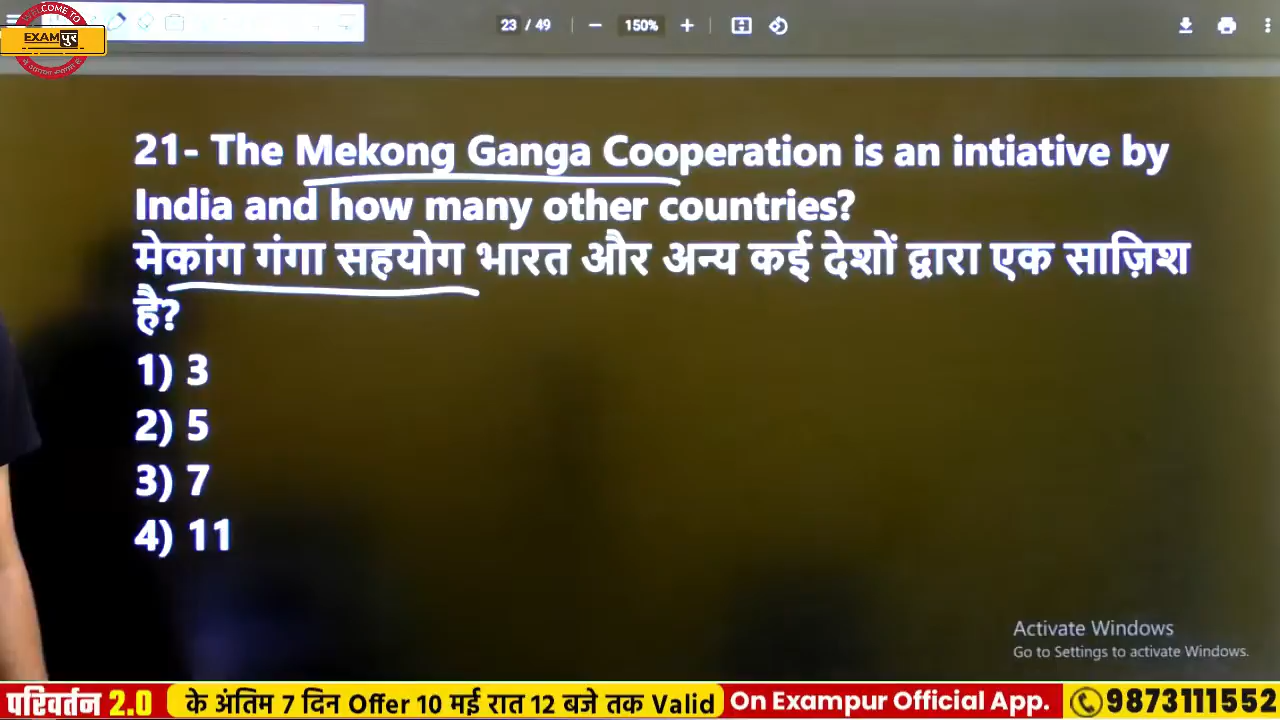 WELCOME TO
EXAMपुर
23 / 49
150%
21- The Mekong Ganga Cooperation is an intiative by
India and how many other countries?
मेकांग गंगा सहयोग भारत और अन्य कई देशों द्वारा एक साज़िश
है?
1) 3
2) 5
3) 7
4) 11
Activate Windows
Go to Settings to activate Windows.
परिवर्तन 2.0 के अंतिम 7 दिन Offer 10 मई रात 12 बजे तक Valid On Exampur Official App. 9873111552